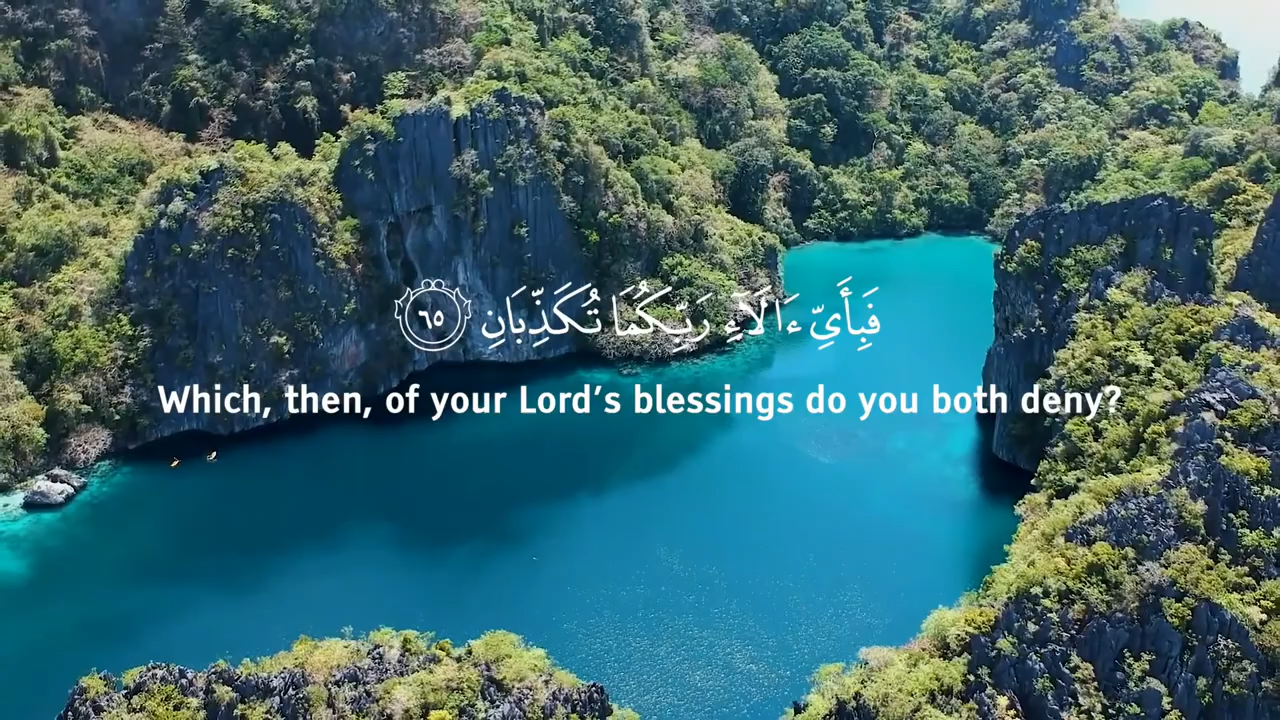 فَبِأَيِّ ءَالَآءِ رَبِّكُمَا تُكَذِّبَانِ ٦٥
Which, then, of your Lord’s blessings do you both deny?